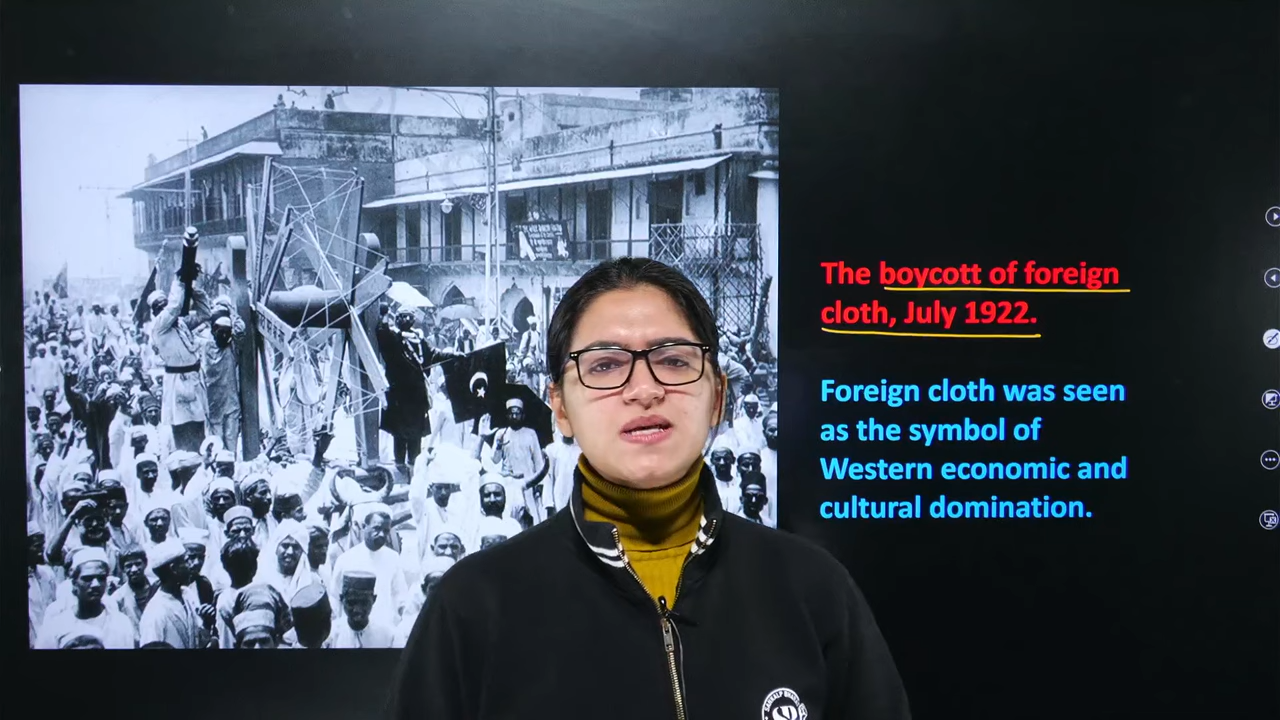 The boycott of foreign
cloth, July 1922.
Foreign cloth was seen
as the symbol of
Western economic and
cultural domination.